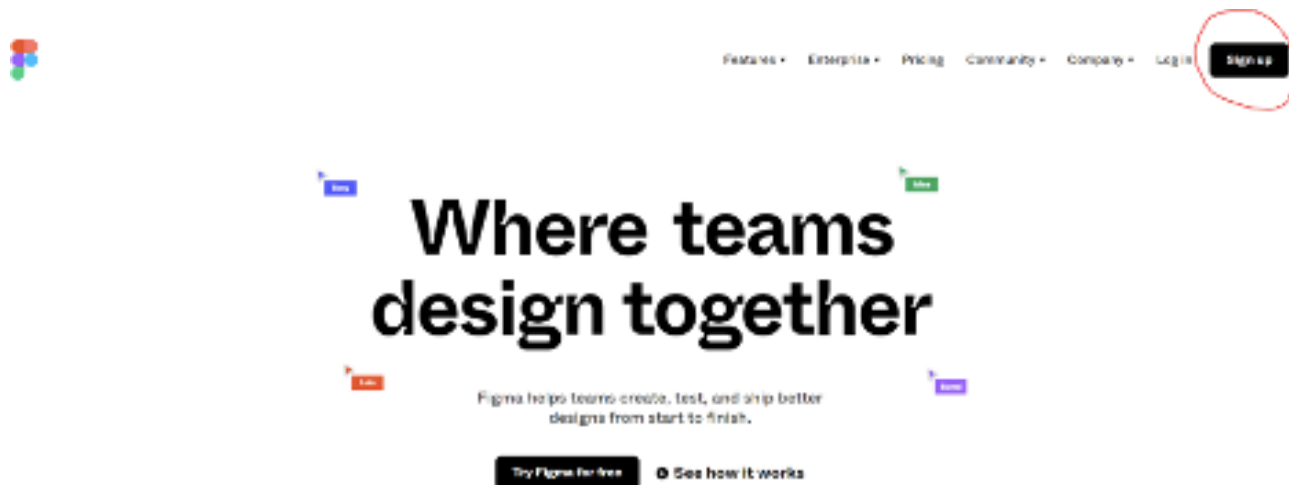 Features Enterprise Pricing Community Company Log in Sign up
Where teams
design together
Figma helps teams create, test, and ship better
designs from start to finish.
Try Figma for free See how it works